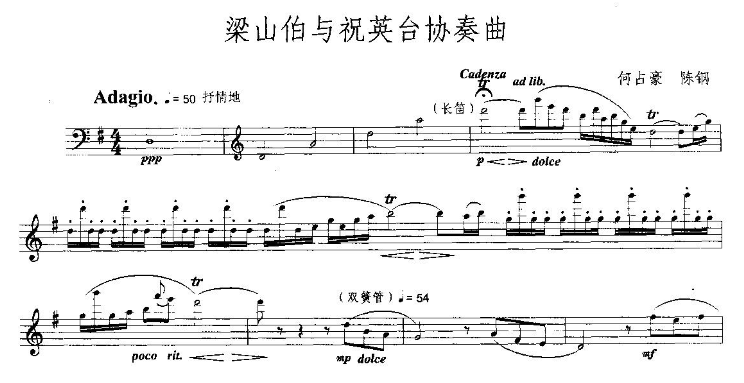 梁山伯与祝英台协奏曲
Cadenza
tr ad lib. 何占豪 陈钢
Adagio. ♩= 50 抒情地
(长笛) tr
4
4
ppp p dolce
tr
tr
(双簧管) ♩= 54
poco rit. mp dolce mf